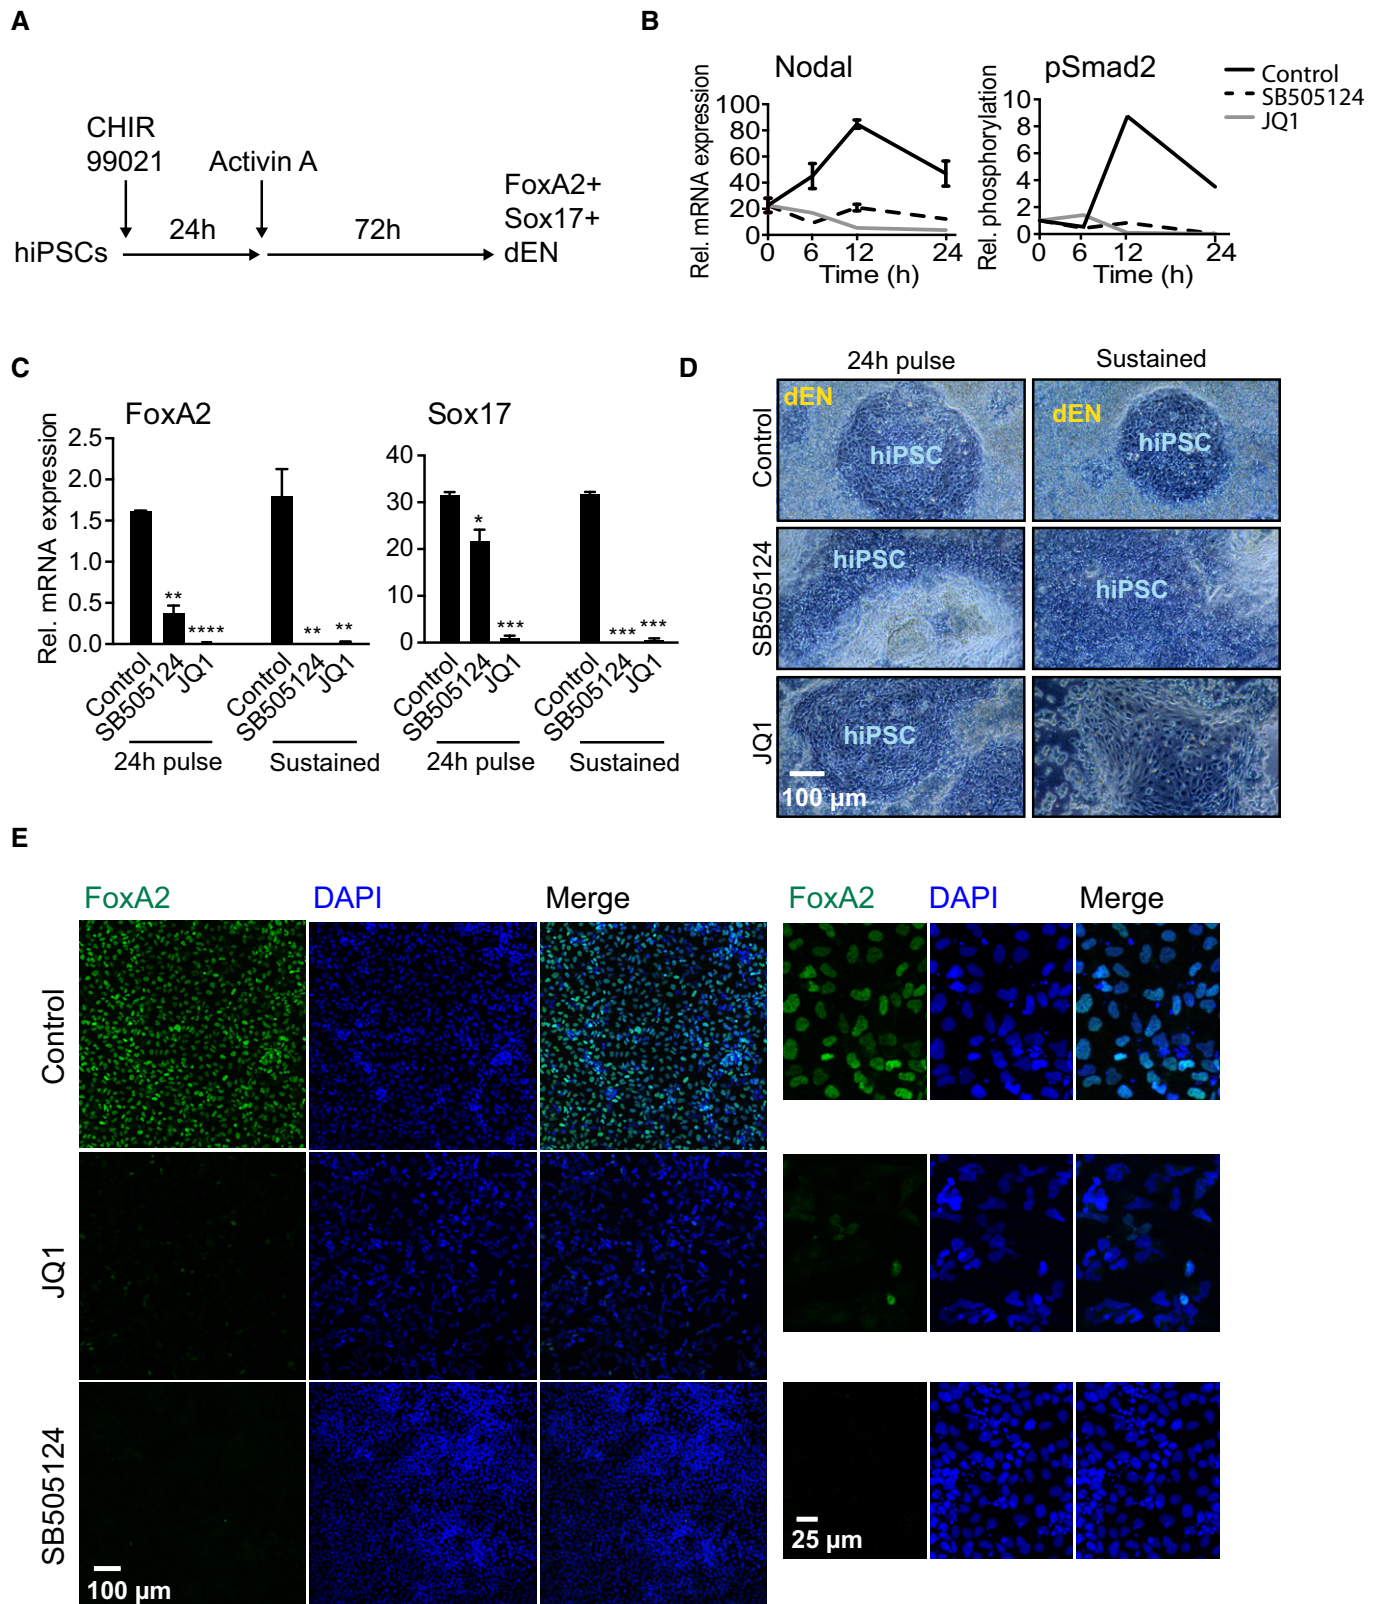 A
CHIR
99021
Activin A
FoxA2+
Sox17+
24h
72h
hiPSCs
dEN
B
Nodal
pSmad2
Control
SB505124
JQ1
Rel. mRNA expression
100
80
60
40
20
0
0 6 12 24
Time (h)
Rel. phosphorylation
10
8
6
4
2
0
0 6 12 24
Time (h)
C
FoxA2
Sox17
Rel. mRNA expression
2.5
2.0
1.5
1.0
0.5
0.0
** **** ** **
Control SB505124 JQ1 Control SB505124 JQ1
24h pulse Sustained
40
30
20
10
0
* *** *** ***
Control SB505124 JQ1 Control SB505124 JQ1
24h pulse Sustained
D
24h pulse Sustained
Control
dEN
hiPSC
dEN
hiPSC
SB505124
hiPSC
hiPSC
JQ1
hiPSC
100 µm
E
FoxA2 DAPI Merge FoxA2 DAPI Merge
Control
JQ1
SB505124
100 µm
25 µm